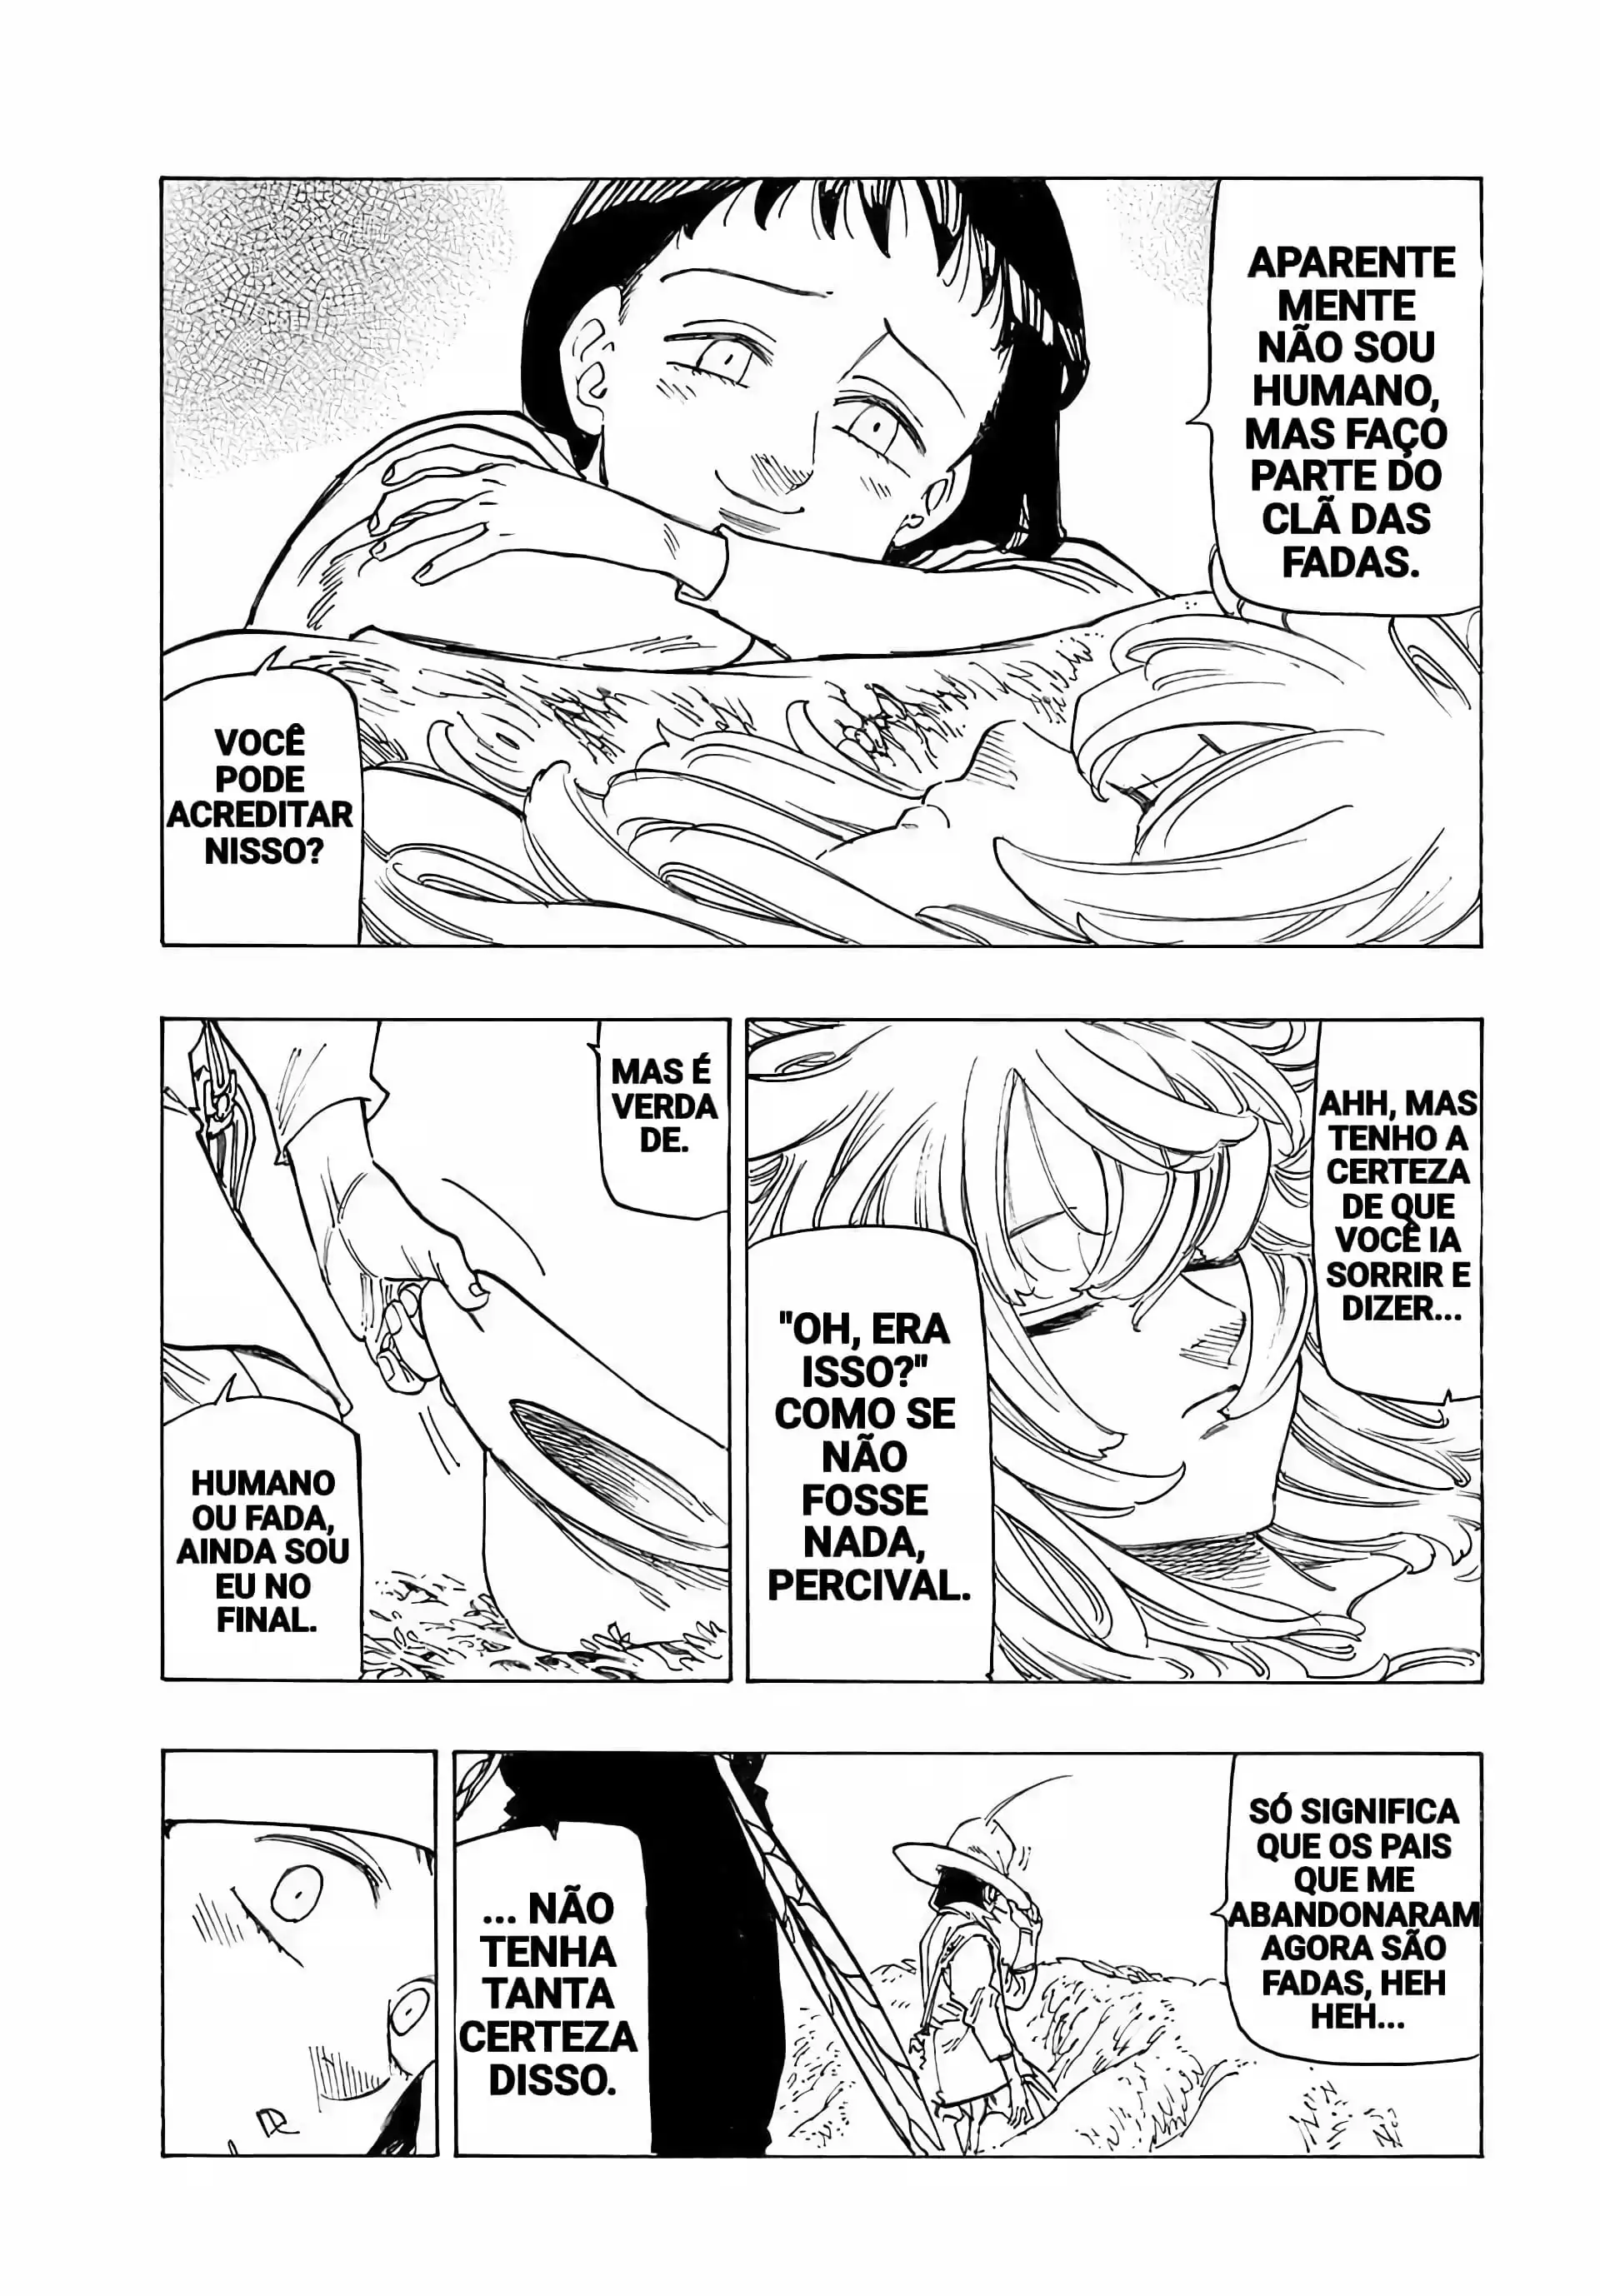 APARENTE
MENTE
NÃO SOU
HUMANO,
MAS FAÇO
PARTE DO
CLÃ DAS
FADAS.
VOCÊ
PODE
ACREDITAR
NISSO?
AHH, MAS
TENHO A
CERTEZA
DE QUE
VOCÊ IA
SORRIR E
DIZER...
"OH, ERA
ISSO?"
COMO SE
NÃO
FOSSE
NADA,
PERCIVAL.
MAS É
VERDA
DE.
HUMANO
OU FADA,
AINDA SOU
EU NO
FINAL.
SÓ SIGNIFICA
QUE OS PAIS
QUE ME
ABANDONARAM
AGORA SÃO
FADAS, HEH
HEH...
... NÃO
TENHA
TANTA
CERTEZA
DISSO.